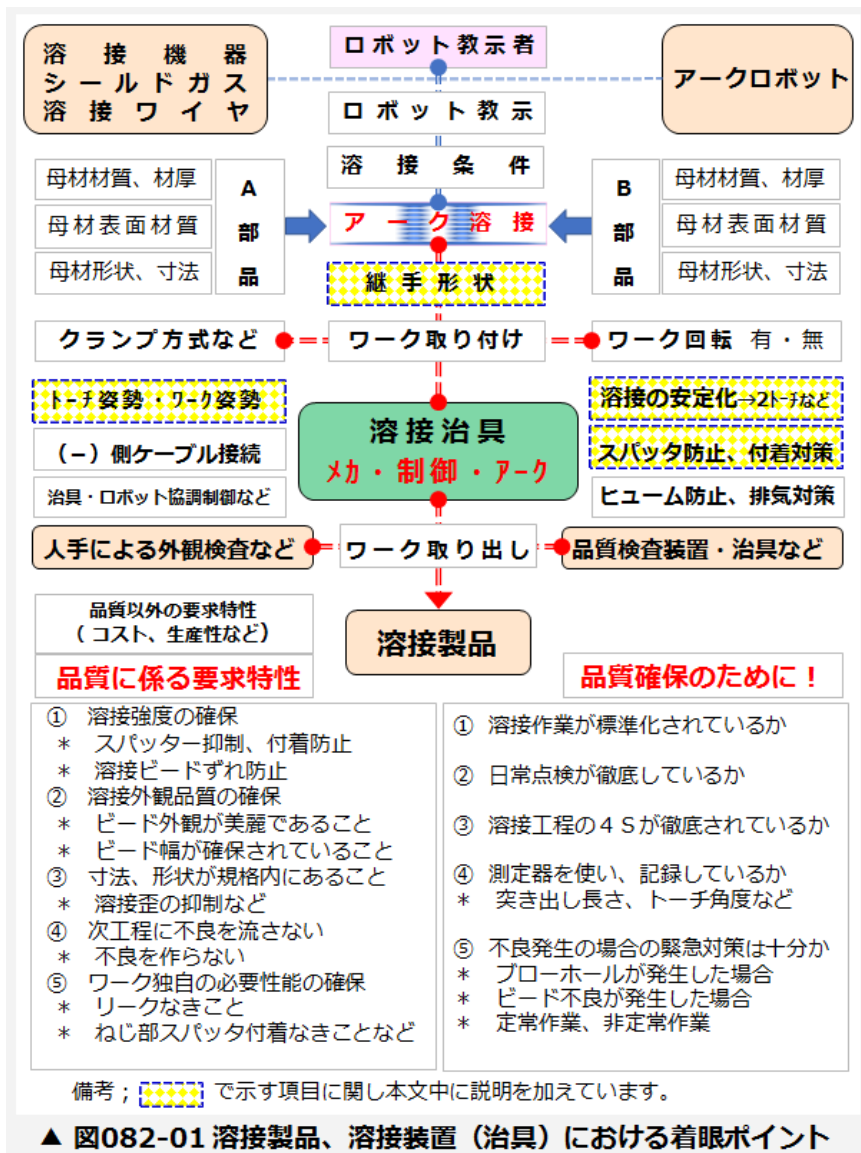 溶接機器
シールドガス
溶接ワイヤ
ロボット教示者
アークロボット
ロボット教示
溶接条件
母材材質、材厚
母材表面材質
母材形状、寸法
A
部
品
アーク溶接
B
部
品
母材材質、材厚
母材表面材質
母材形状、寸法
継手形状
クランプ方式など
ワーク取り付け
ワーク回転 有・無
ﾄｰﾁ姿勢・ﾜｰｸ姿勢
(－)側ケーブル接続
治具・ロボット協調制御など
溶接治具
ﾒｶ・制御・ｱｰｸ
溶接の安定化→2ﾄｰﾁなど
スパッタ防止、付着対策
ヒューム防止、排気対策
人手による外観検査など
ワーク取り出し
品質検査装置・治具など
品質以外の要求特性
( コスト、生産性など)
溶接製品
品質に係る要求特性
① 溶接強度の確保
＊ スパッター抑制、付着防止
＊ 溶接ビードずれ防止
② 溶接外観品質の確保
＊ ビード外観が美麗であること
＊ ビード幅が確保されていること
③ 寸法、形状が規格内にあること
＊ 溶接歪の抑制など
④ 次工程に不良を流さない
＊ 不良を作らない
⑤ ワーク独自の必要性能の確保
＊ リークなきこと
＊ ねじ部スパッタ付着なきことなど
品質確保のために！
① 溶接作業が標準化されているか
② 日常点検が徹底しているか
③ 溶接工程の４Ｓが徹底されているか
④ 測定器を使い、記録しているか
＊ 突き出し長さ、トーチ角度など
⑤ 不良発生の場合の緊急対策は十分か
＊ ブローホールが発生した場合
＊ ビード不良が発生した場合
＊ 定常作業、非定常作業
備考； で示す項目に関し本文中に説明を加えています。
▲ 図082-01 溶接製品、溶接装置（治具）における着眼ポイント